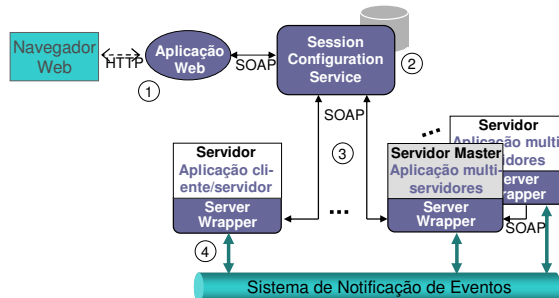 Navegador
Web
HTTP
1
Aplicação
Web
SOAP
Session
Configuration
Service
2
SOAP
3
Servidor
Aplicação cli-
ente/servidor
Server
Wrapper
...
4
...
Servidor Master
Aplicação multi-
servidores
Server
Wrapper
Servidor
Aplicação multi
servidores
Server
rapper
SOAP
Sistema de Notificação de Eventos